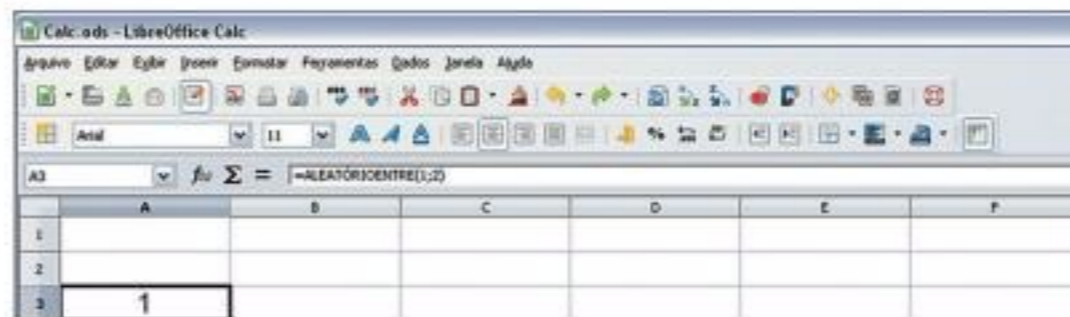 Calc.ods - LibreOffice Calc
Arquivo Editar Exibir Inserir Formatar Ferramentas Dados Janela Ajuda
Arial 11 %
A3 Σ = =ALEATÓRIOENTRE(1;2)
A B C D E F
1
2
3 1